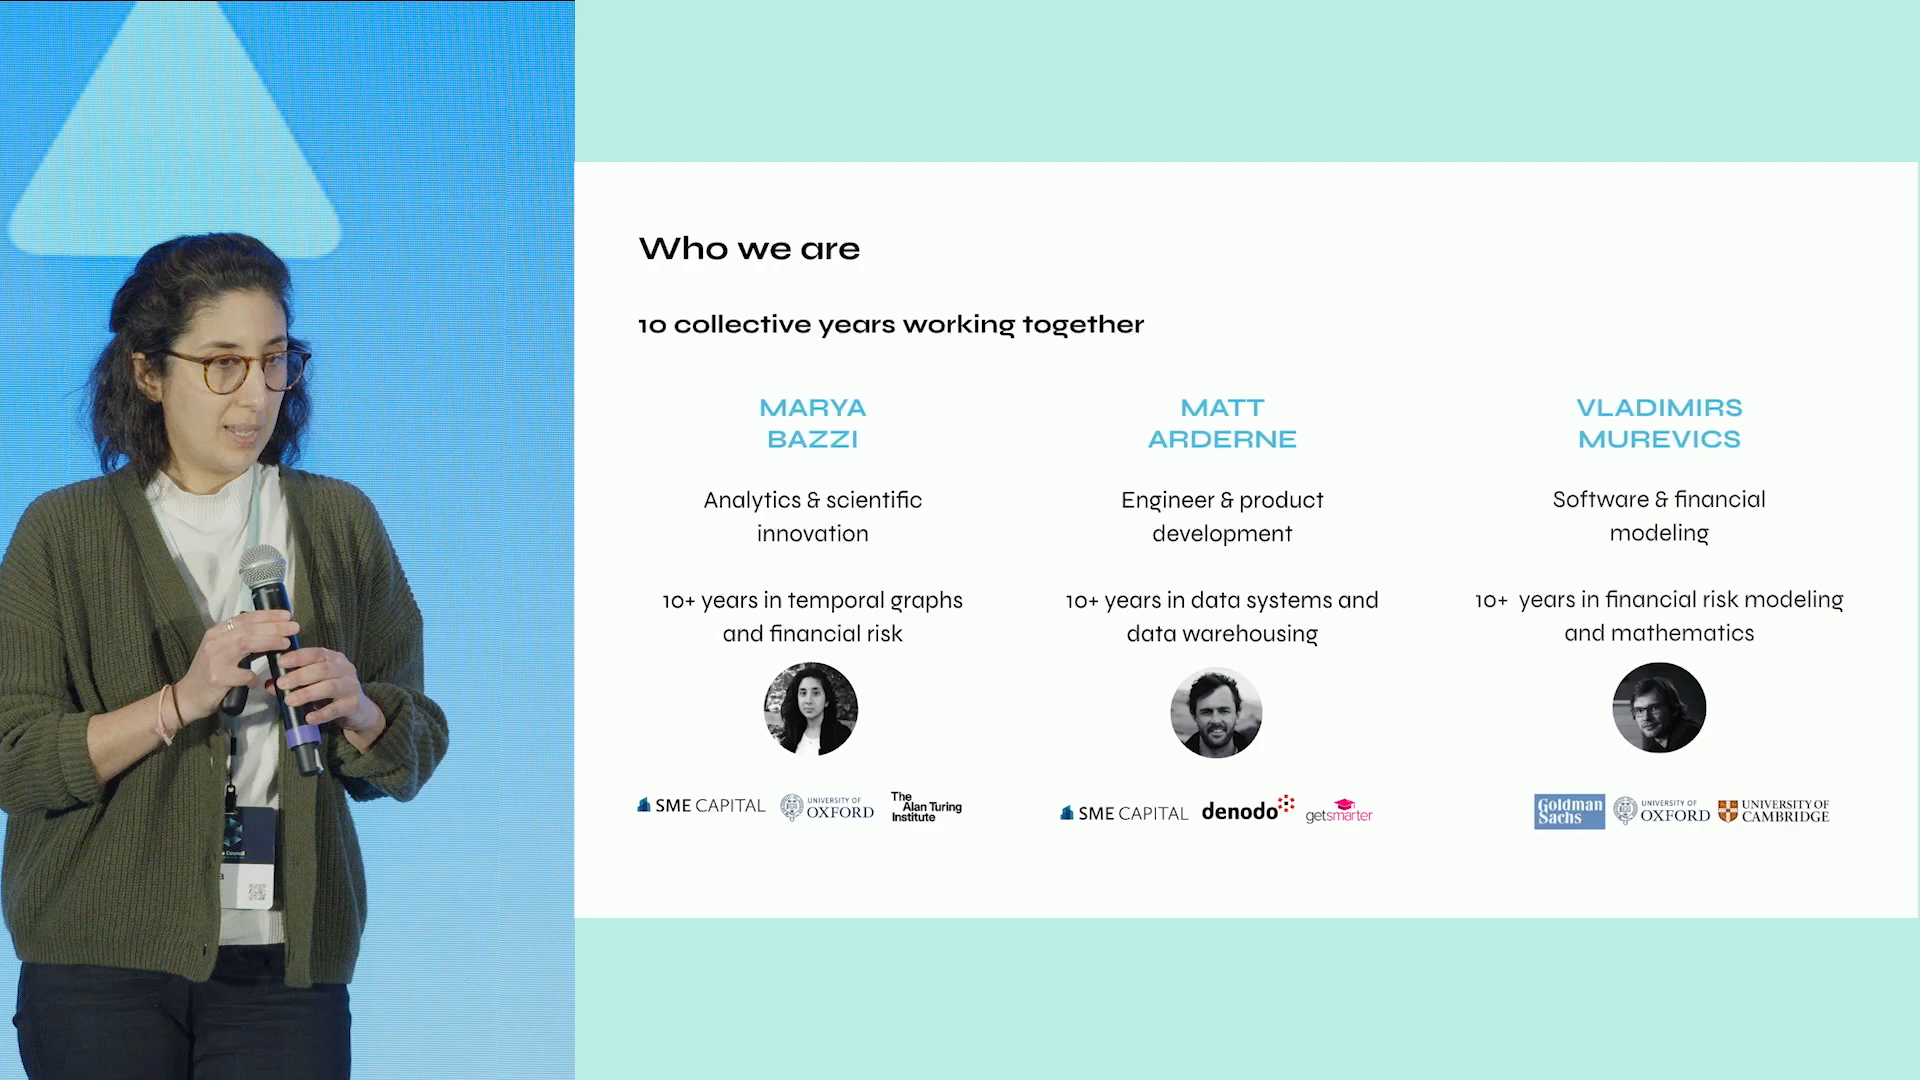 Who we are
10 collective years working together
MARYA
BAZZI
Analytics & scientific
innovation
10+ years in temporal graphs
and financial risk
SME CAPITAL
UNIVERSITY OF
OXFORD
The
Alan Turing
Institute
MATT
ARDERNE
Engineer & product
development
10+ years in data systems and
data warehousing
SME CAPITAL
denodo
getsmarter
VLADIMIRS
MUREVICS
Software & financial
modeling
10+ years in financial risk modeling
and mathematics
Goldman
Sachs
UNIVERSITY OF
OXFORD
UNIVERSITY OF
CAMBRIDGE
Council